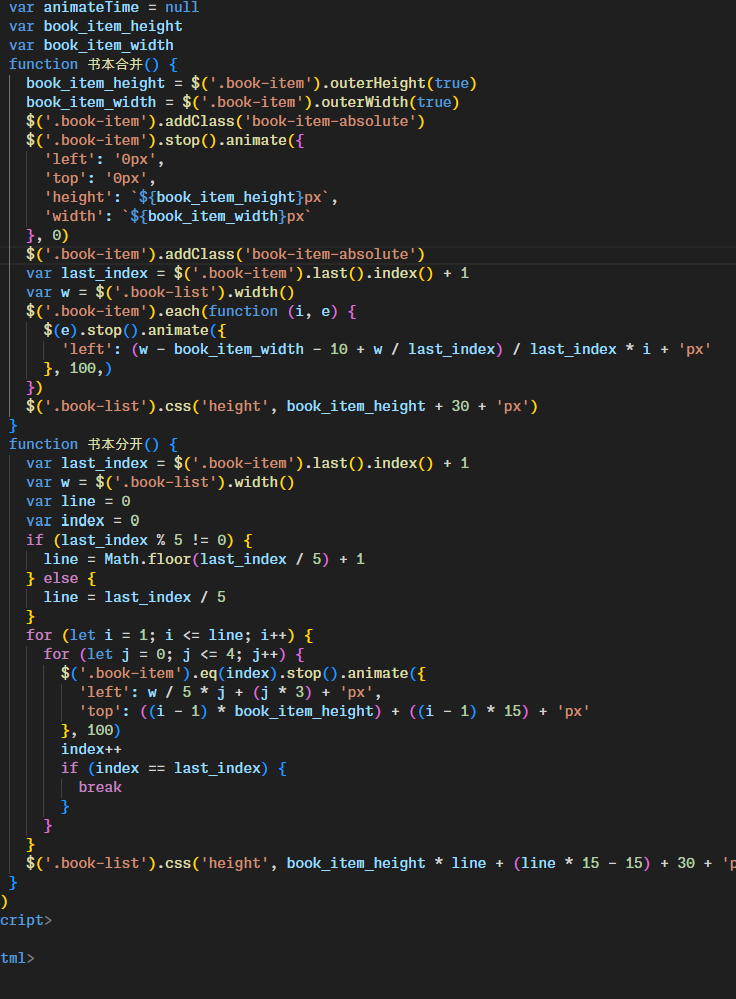 var animateTime = null
var book_item_height
var book_item_width
function 书本合并() {
book_item_height = $('.book-item').outerHeight(true)
book_item_width = $('.book-item').outerWidth(true)
$('.book-item').addClass('book-item-absolute')
$('.book-item').stop().animate({
'left': '0px',
'top': '0px',
'height': `${book_item_height}px`,
'width': `${book_item_width}px`
}, 0)
$('.book-item').addClass('book-item-absolute')
var last_index = $('.book-item').last().index() + 1
var w = $('.book-list').width()
$('.book-item').each(function (i, e) {
$(e).stop().animate({
'left': (w - book_item_width - 10 + w / last_index) / last_index * i + 'px'
}, 100,)
})
$('.book-list').css('height', book_item_height + 30 + 'px')
}
function 书本分开() {
var last_index = $('.book-item').last().index() + 1
var w = $('.book-list').width()
var line = 0
var index = 0
if (last_index % 5 != 0) {
line = Math.floor(last_index / 5) + 1
} else {
line = last_index / 5
}
for (let i = 1; i <= line; i++) {
for (let j = 0; j <= 4; j++) {
$('.book-item').eq(index).stop().animate({
'left': w / 5 * j + (j * 3) + 'px',
'top': ((i - 1) * book_item_height) + ((i - 1) * 15) + 'px'
}, 100)
index++
if (index == last_index) {
break
}
}
}
$('.book-list').css('height', book_item_height * line + (line * 15 - 15) + 30 + 'p
}
)
cript>
tml>